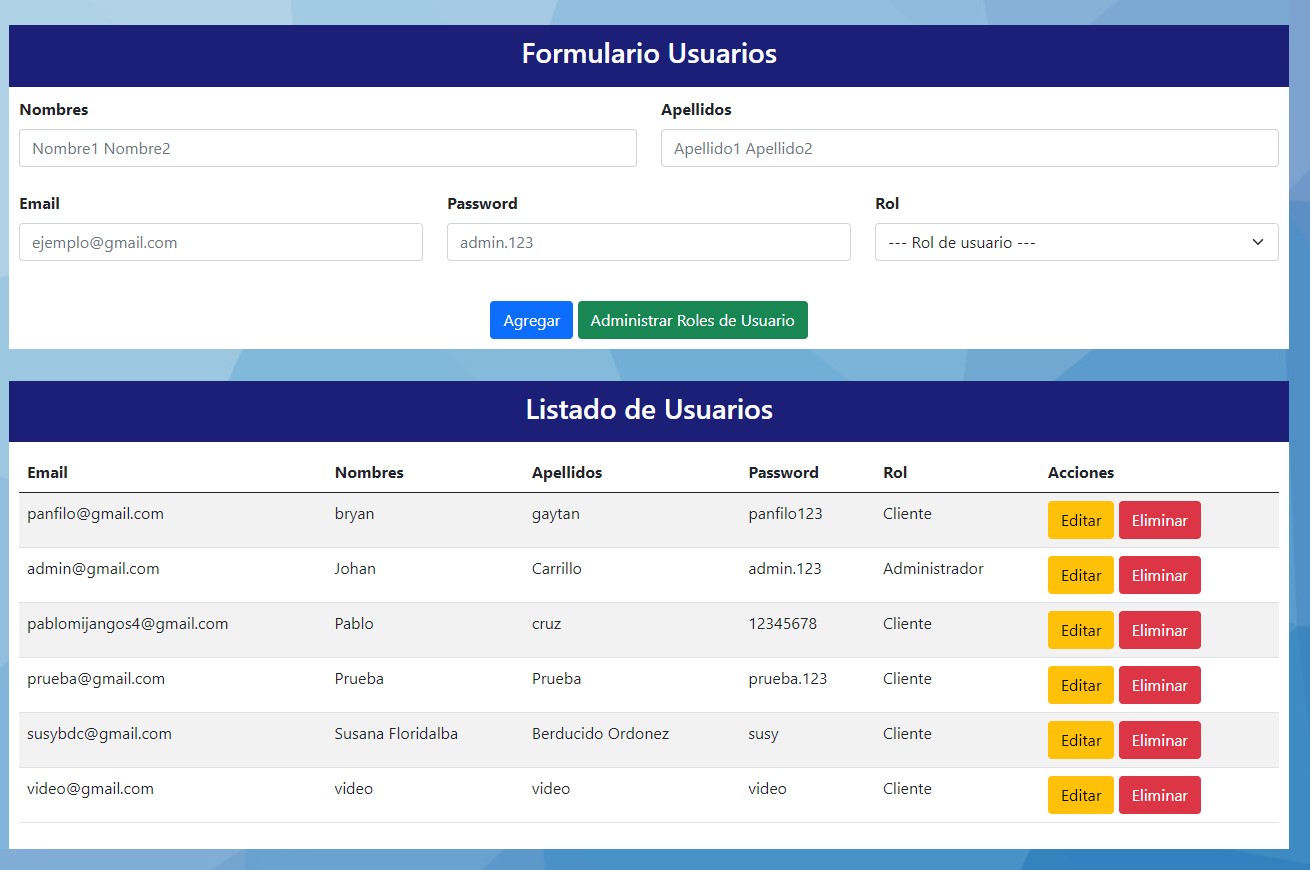 Formulario Usuarios
Nombres Apellidos
Nombre1 Nombre2 Apellido1 Apellido2
Email Password Rol
ejemplo@gmail.com admin.123 --- Rol de usuario ---
Agregar Administrar Roles de Usuario
Listado de Usuarios
Email Nombres Apellidos Password Rol Acciones
panfilo@gmail.com bryan gaytan panfilo123 Cliente Editar Eliminar
admin@gmail.com Johan Carrillo admin.123 Administrador Editar Eliminar
pablomijangos4@gmail.com Pablo cruz 12345678 Cliente Editar Eliminar
prueba@gmail.com Prueba Prueba prueba.123 Cliente Editar Eliminar
susybdc@gmail.com Susana Floridalba Berducido Ordonez susy Cliente Editar Eliminar
video@gmail.com video video video Cliente Editar Eliminar